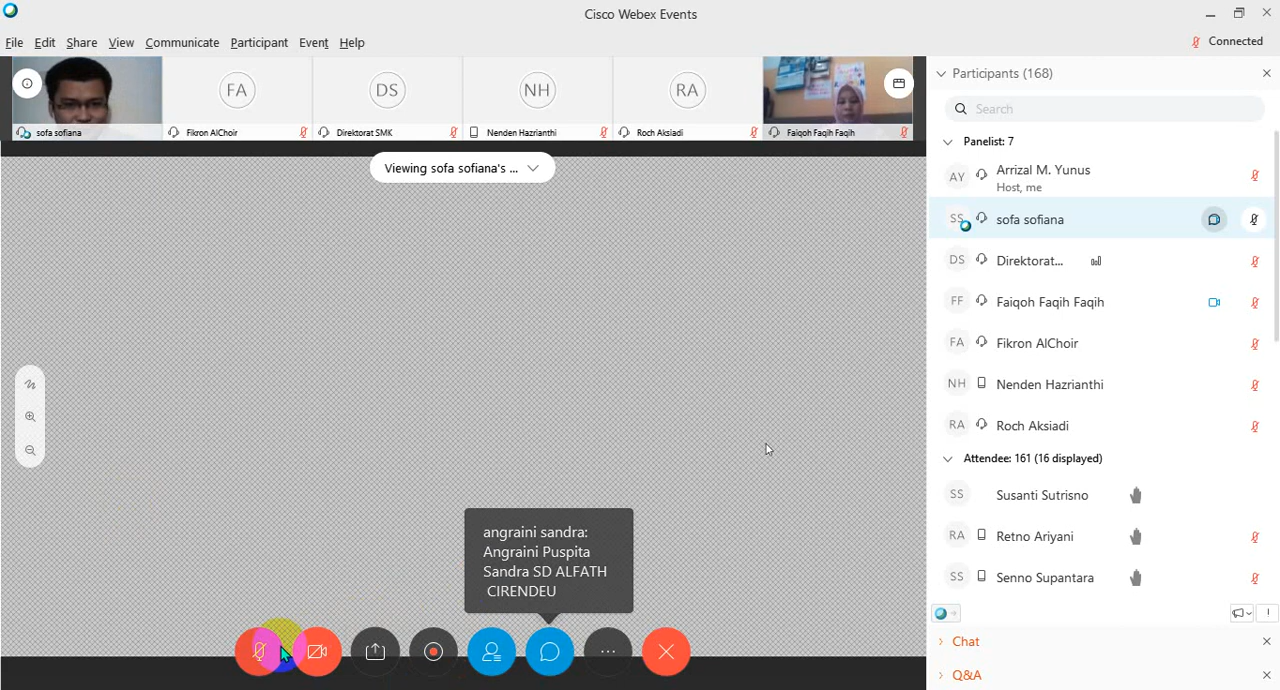 Cisco Webex Events
File Edit Share View Communicate Participant Event Help
Connected
FA DS NH RA
sofa sofiana Fikron AlChoir Direktorat SMK Nenden Hazrianthi Roch Aksiadi Faiqoh Faqih Faqih
Viewing sofa sofiana's ...
angraini sandra:
Angraini Puspita
Sandra SD ALFATH
CIRENDEU
Participants (168)
Search
Panelist: 7
AY Arrizal M. Yunus
Host, me
SS sofa sofiana
DS Direktorat...
FF Faiqoh Faqih Faqih
FA Fikron AlChoir
NH Nenden Hazrianthi
RA Roch Aksiadi
Attendee: 161 (16 displayed)
SS Susanti Sutrisno
RA Retno Ariyani
SS Senno Supantara
Chat
Q&A